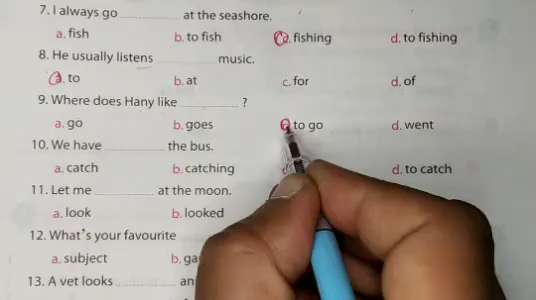 7. I always go ............ at the seashore.
a. fish b. to fish c. fishing d. to fishing
8. He usually listens ............ music.
a. to b. at c. for d. of
9. Where does Hany like ............ ?
a. go b. goes to go d. went
10. We have ............ the bus.
a. catch b. catching d. to catch
11. Let me ............ at the moon.
a. look b. looked
12. What's your favourite
a. subject b. ga
13. A vet looks ............ an